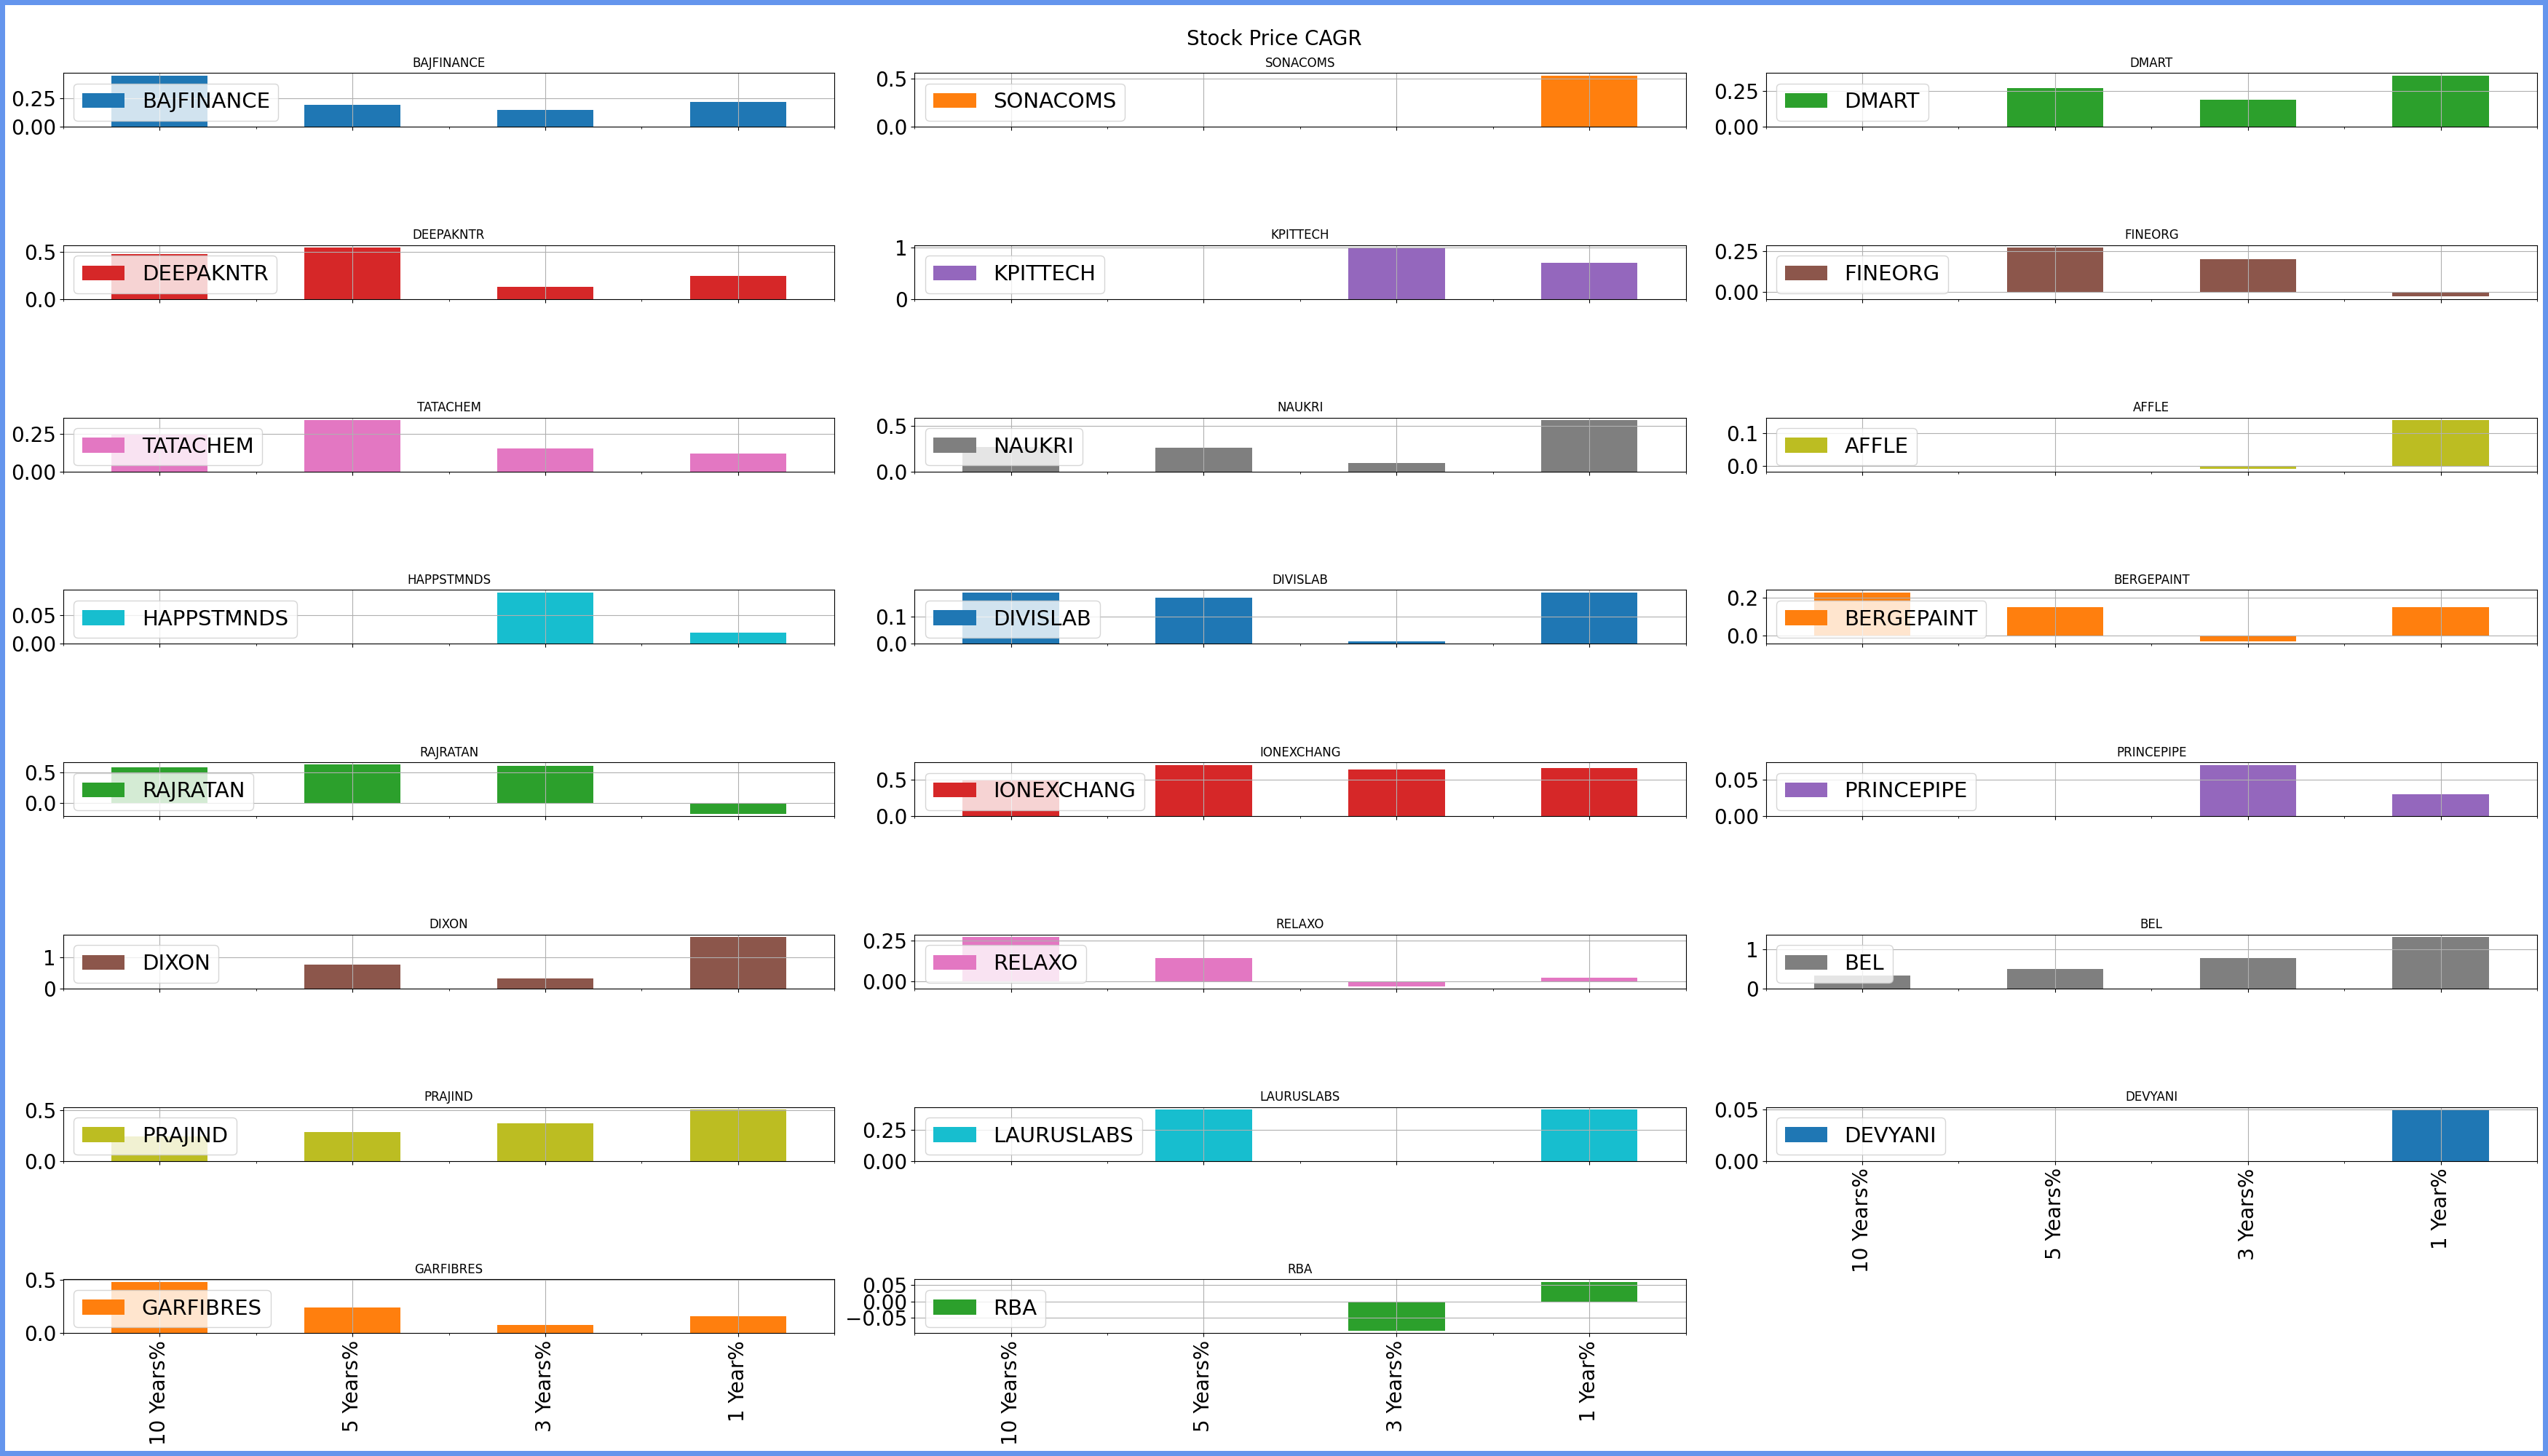 Stock Price CAGR
BAJFINANCE
0.25
0.00
BAJFINANCE
SONACOMS
0.5
0.0
SONACOMS
DMART
0.25
0.00
DMART
DEEPAKNTR
0.5
0.0
DEEPAKNTR
KPITTECH
1
0
KPITTECH
FINEORG
0.25
0.00
FINEORG
TATACHEM
0.25
0.00
TATACHEM
NAUKRI
0.5
0.0
NAUKRI
AFFLE
0.1
0.0
AFFLE
HAPPSTMNDS
0.05
0.00
HAPPSTMNDS
DIVISLAB
0.1
0.0
DIVISLAB
BERGEPAINT
0.2
0.0
BERGEPAINT
RAJRATAN
0.5
0.0
RAJRATAN
IONEXCHANG
0.5
0.0
IONEXCHANG
PRINCEPIPE
0.05
0.00
PRINCEPIPE
DIXON
1
0
DIXON
RELAXO
0.25
0.00
RELAXO
BEL
1
0
BEL
PRAJIND
0.5
0.0
PRAJIND
LAURUSLABS
0.25
0.00
LAURUSLABS
DEVYANI
0.05
0.00
DEVYANI
10 Years%
5 Years%
3 Years%
1 Year%
GARFIBRES
0.5
0.0
GARFIBRES
10 Years%
5 Years%
3 Years%
1 Year%
RBA
0.05
0.00
−0.05
RBA
10 Years%
5 Years%
3 Years%
1 Year%